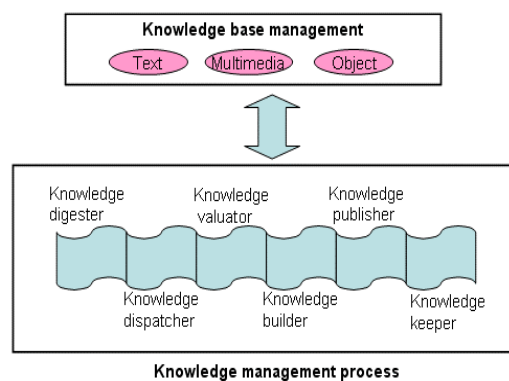 Knowledge base management
Text Multimedia Object
Knowledge
digester
Knowledge
valuator
Knowledge
publisher
Knowledge
dispatcher
Knowledge
builder
Knowledge
keeper
Knowledge management process